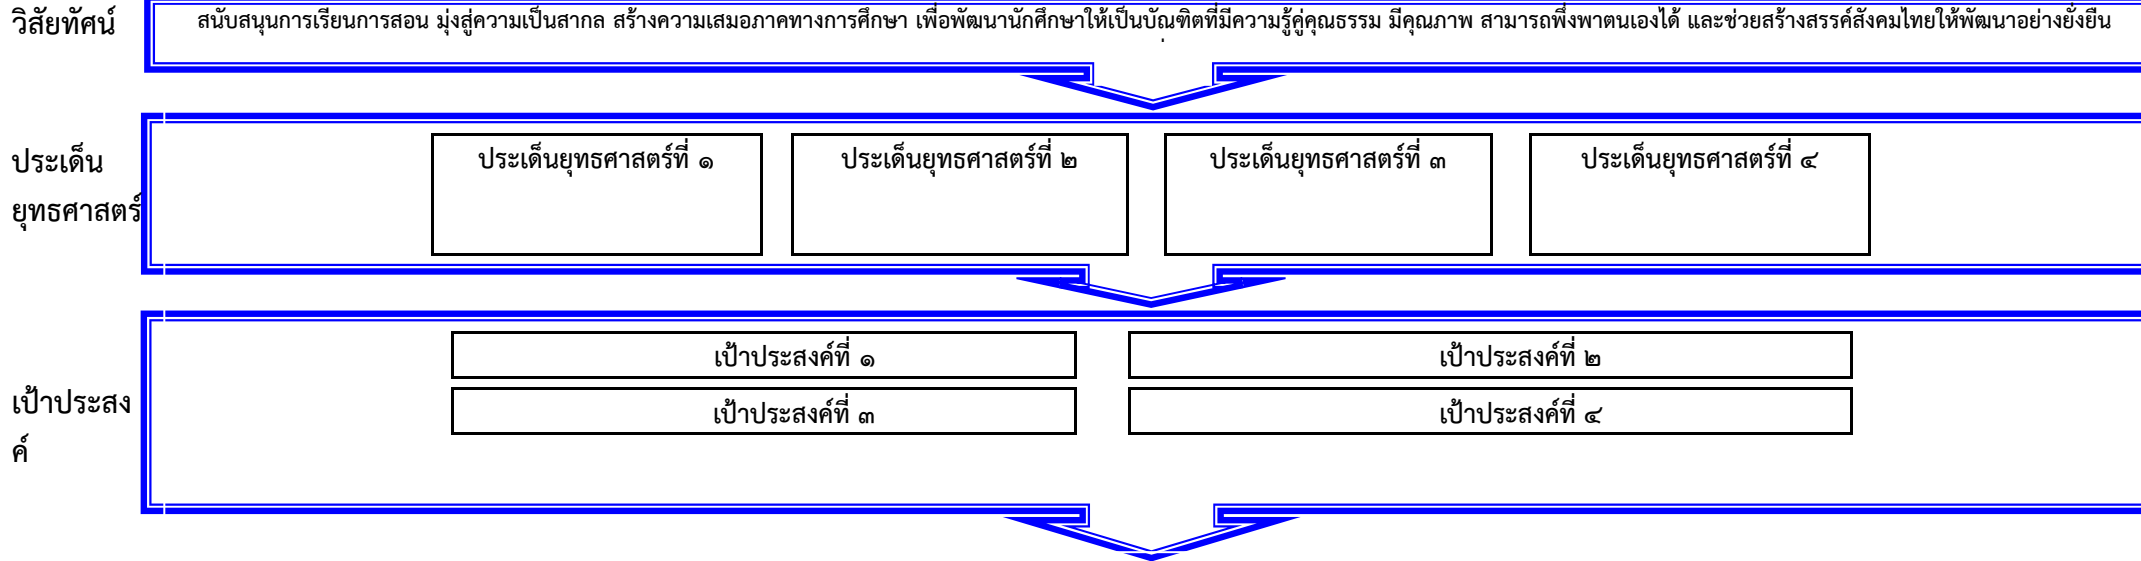 วิสัยทัศน์
สนับสนุนการเรียนการสอน มุ่งสู่ความเป็นสากล สร้างความเสมอภาคทางการศึกษา เพื่อพัฒนานักศึกษาให้เป็นบัณฑิตที่มีความรู้คู่คุณธรรม มีคุณภาพ สามารถพึ่งพาตนเองได้ และช่วยสร้างสรรค์สังคมไทยให้พัฒนาอย่างยั่งยืน
ประเด็น
ยุทธศาสตร์
ประเด็นยุทธศาสตร์ที่ ๑
ประเด็นยุทธศาสตร์ที่ ๒
ประเด็นยุทธศาสตร์ที่ ๓
ประเด็นยุทธศาสตร์ที่ ๔
เป้าประสง
ค์
เป้าประสงค์ที่ ๑
เป้าประสงค์ที่ ๒
เป้าประสงค์ที่ ๓
เป้าประสงค์ที่ ๔